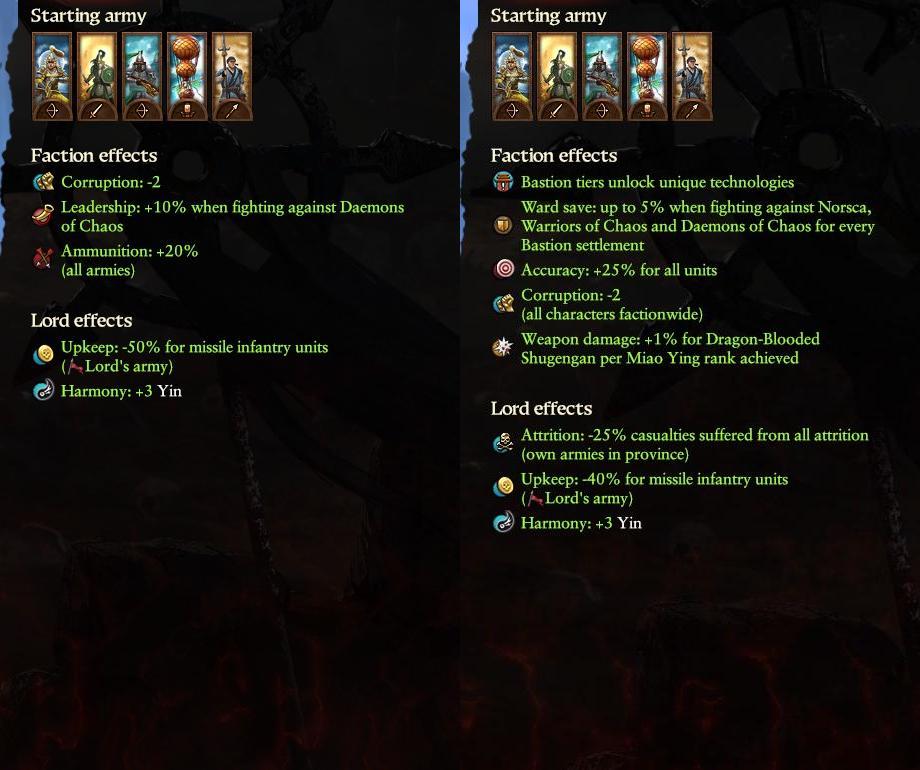 Starting army
Faction effects
Corruption: -2
Leadership: +10% when fighting against Daemons
of Chaos
Ammunition: +20%
(all armies)
Lord effects
Upkeep: -50% for missile infantry units
(Lord's army)
Harmony: +3 Yin
Starting army
Faction effects
Bastion tiers unlock unique technologies
Ward save: up to 5% when fighting against Norsca,
Warriors of Chaos and Daemons of Chaos for every
Bastion settlement
Accuracy: +25% for all units
Corruption: -2
(all characters factionwide)
Weapon damage: +1% for Dragon-Blooded
Shugengan per Miao Ying rank achieved
Lord effects
Attrition: -25% casualties suffered from all attrition
(own armies in province)
Upkeep: -40% for missile infantry units
(Lord's army)
Harmony: +3 Yin